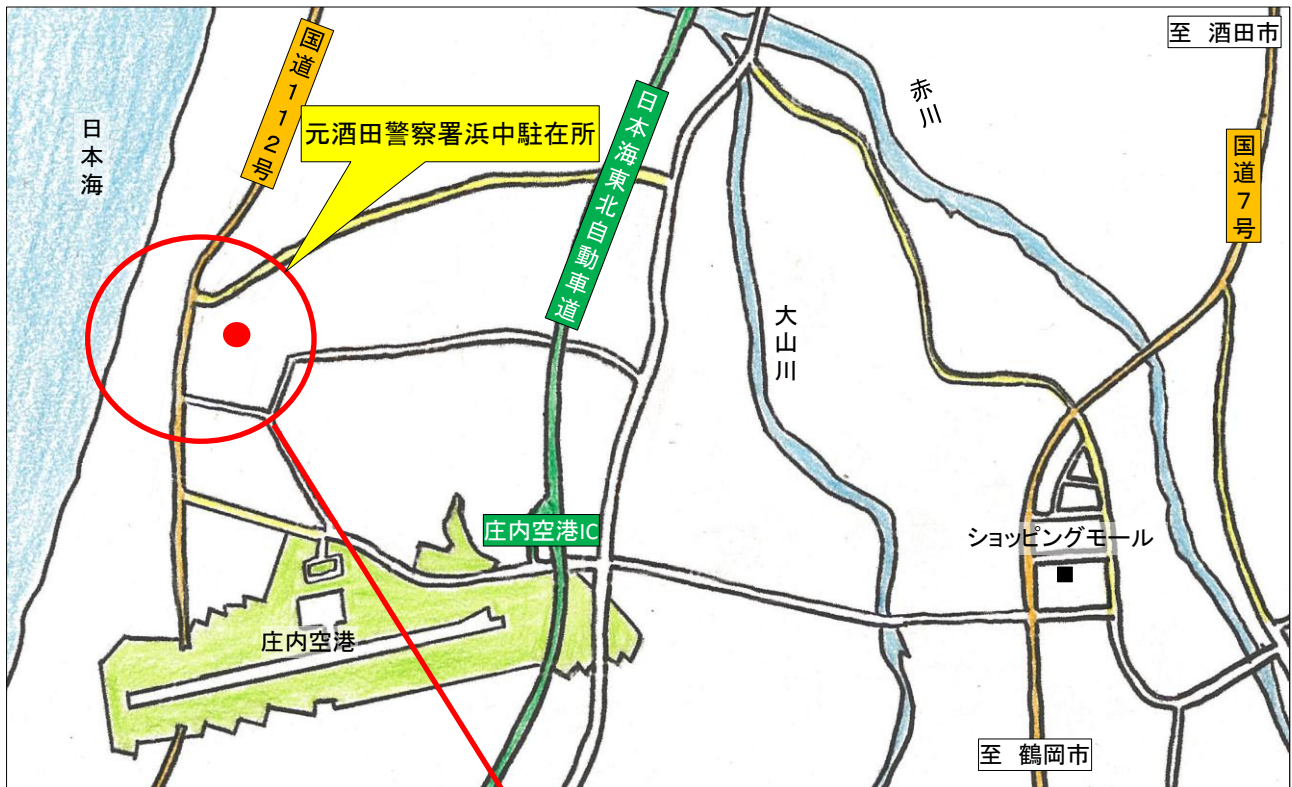 至 酒田市
国道112号
赤川
日本海東北自動車道
元酒田警察署浜中駐在所
日本海
国道7号
大山川
庄内空港IC
ショッピングモール
庄内空港
至 鶴岡市